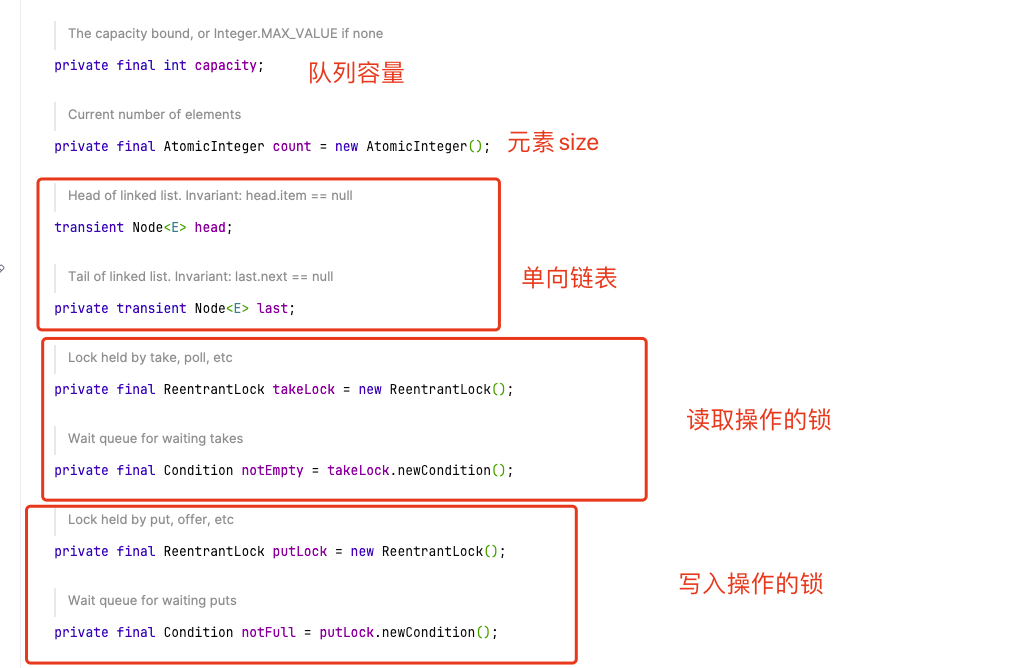 The capacity bound, or Integer.MAX_VALUE if none
private final int capacity;
队列容量
Current number of elements
private final AtomicInteger count = new AtomicInteger();
元素size
Head of linked list. Invariant: head.item == null
transient Node<E> head;
Tail of linked list. Invariant: last.next == null
单向链表
private transient Node<E> last;
Lock held by take, poll, etc
private final ReentrantLock takeLock = new ReentrantLock();
读取操作的锁
Wait queue for waiting takes
private final Condition notEmpty = takeLock.newCondition();
Lock held by put, offer, etc
private final ReentrantLock putLock = new ReentrantLock();
写入操作的锁
Wait queue for waiting puts
private final Condition notFull = putLock.newCondition();